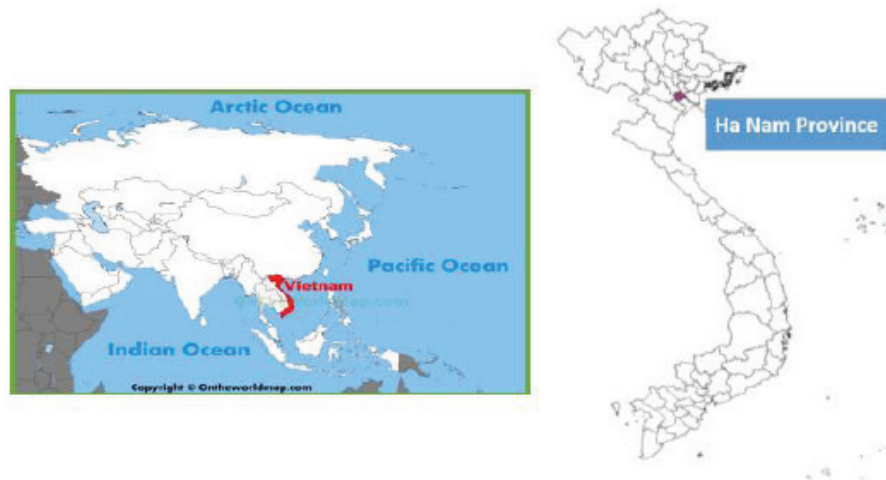 Arctic Ocean
Pacific Ocean
Vietnam
Indian Ocean
Copyright © Ontheworldmap.com
Ha Nam Province